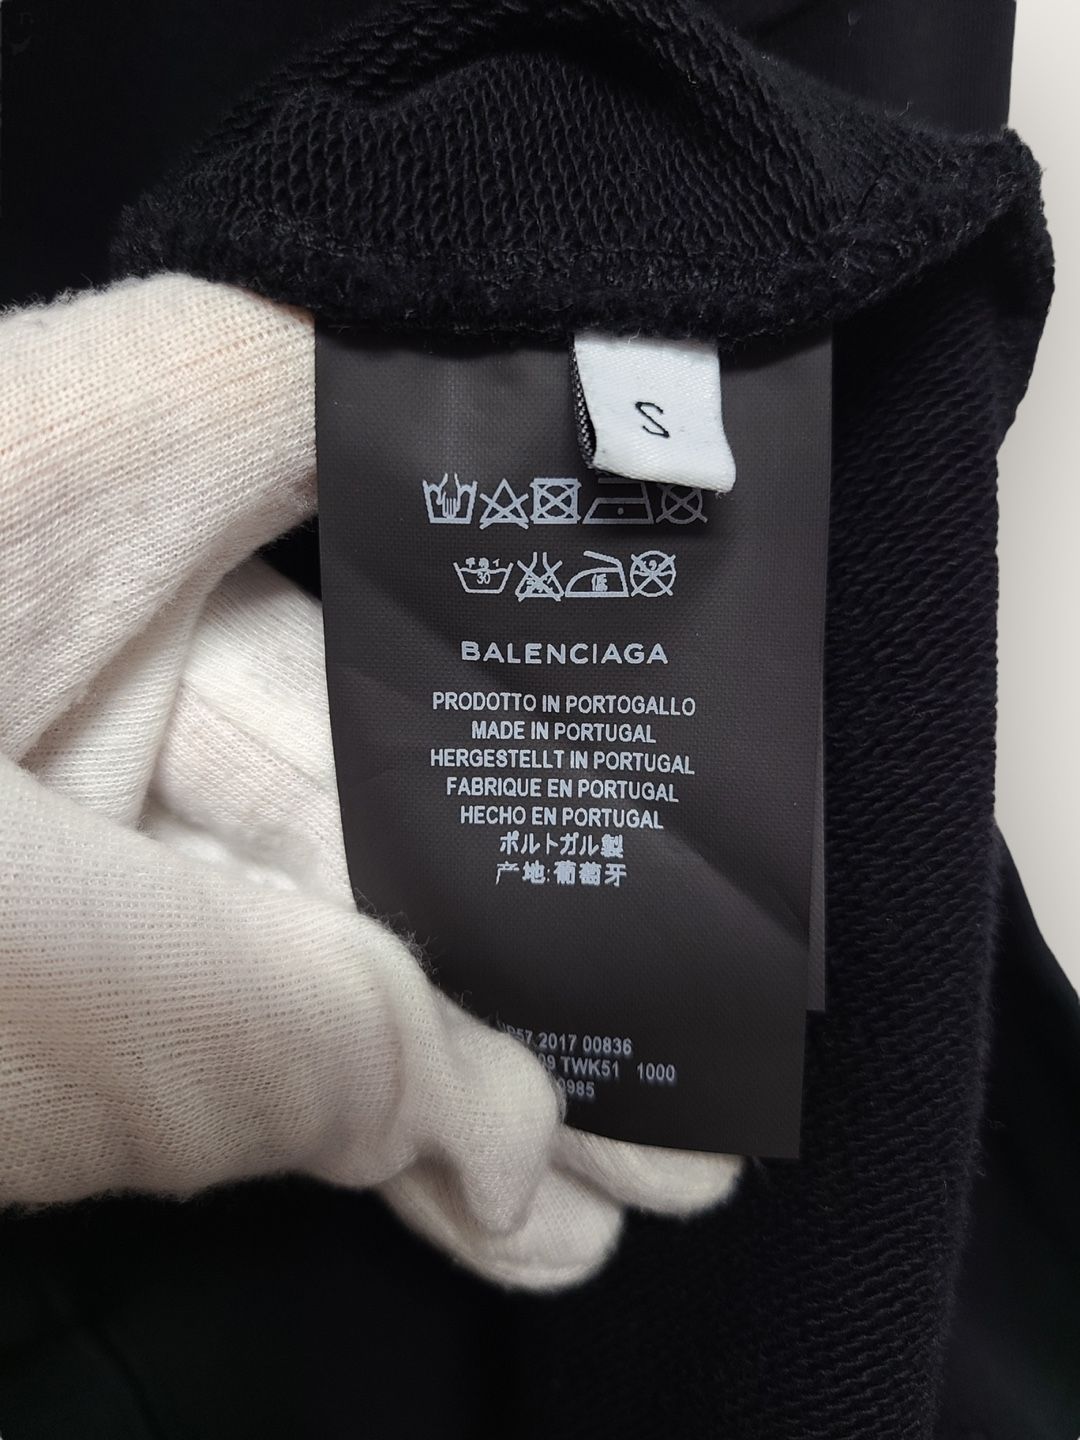 S
30
BALENCIAGA
PRODOTTO IN PORTOGALLO
MADE IN PORTUGAL
HERGESTELLT IN PORTUGAL
FABRIQUE EN PORTUGAL
HECHO EN PORTUGAL
ポルトガル製
产地:葡萄牙
2017 00836
TWK51 1000